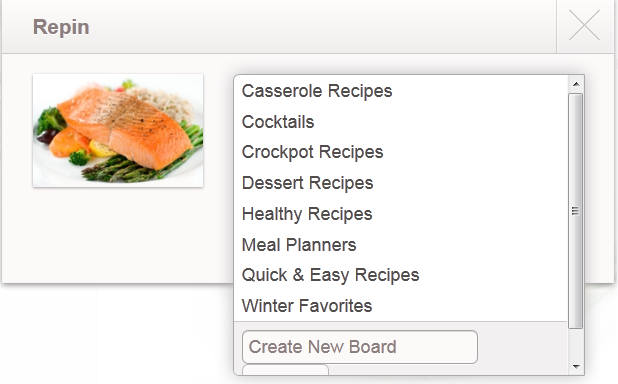 Repin
Casserole Recipes
Cocktails
Crockpot Recipes
Dessert Recipes
Healthy Recipes
Meal Planners
Quick & Easy Recipes
Winter Favorites
Create New Board